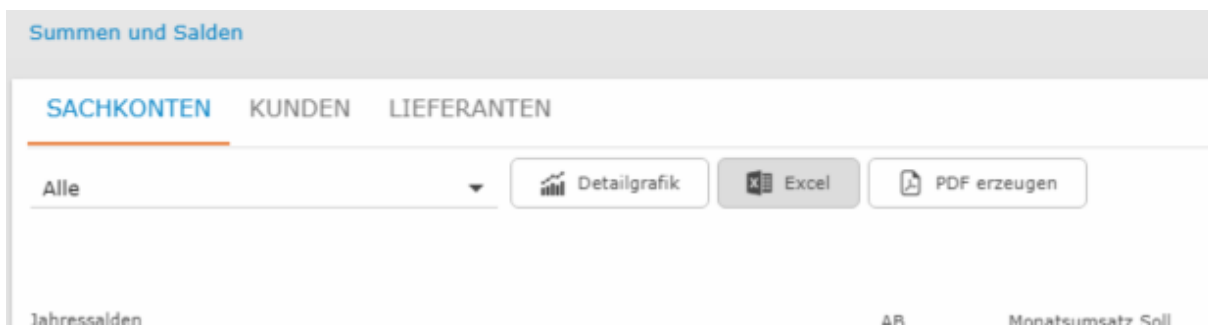 Summen und Salden
SACHKONTEN KUNDEN LIEFERANTEN
Alle Detailgrafik Excel PDF erzeugen
Jahressalden AB Monatsumsatz Soll